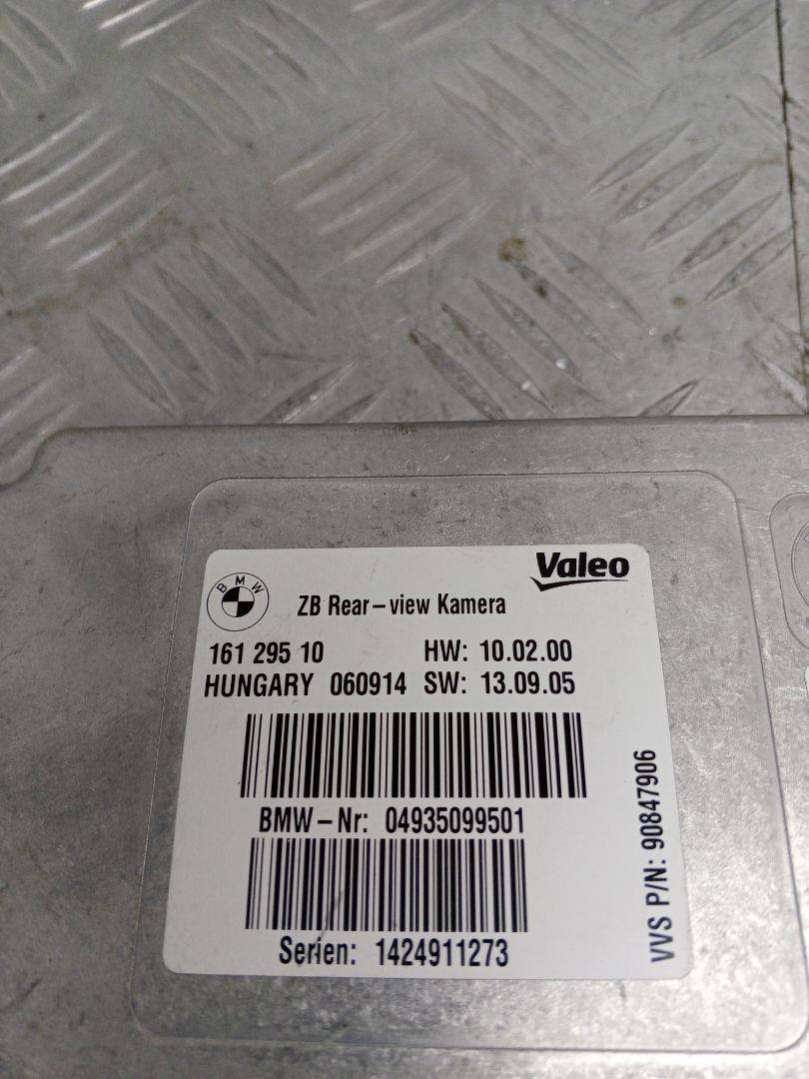 BMW
Valeo
ZB Rear-view Kamera
161 295 10 HW: 10.02.00
HUNGARY 060914 SW: 13.09.05
BMW-Nr: 04935099501
Serien: 1424911273
VVS P/N: 90847906